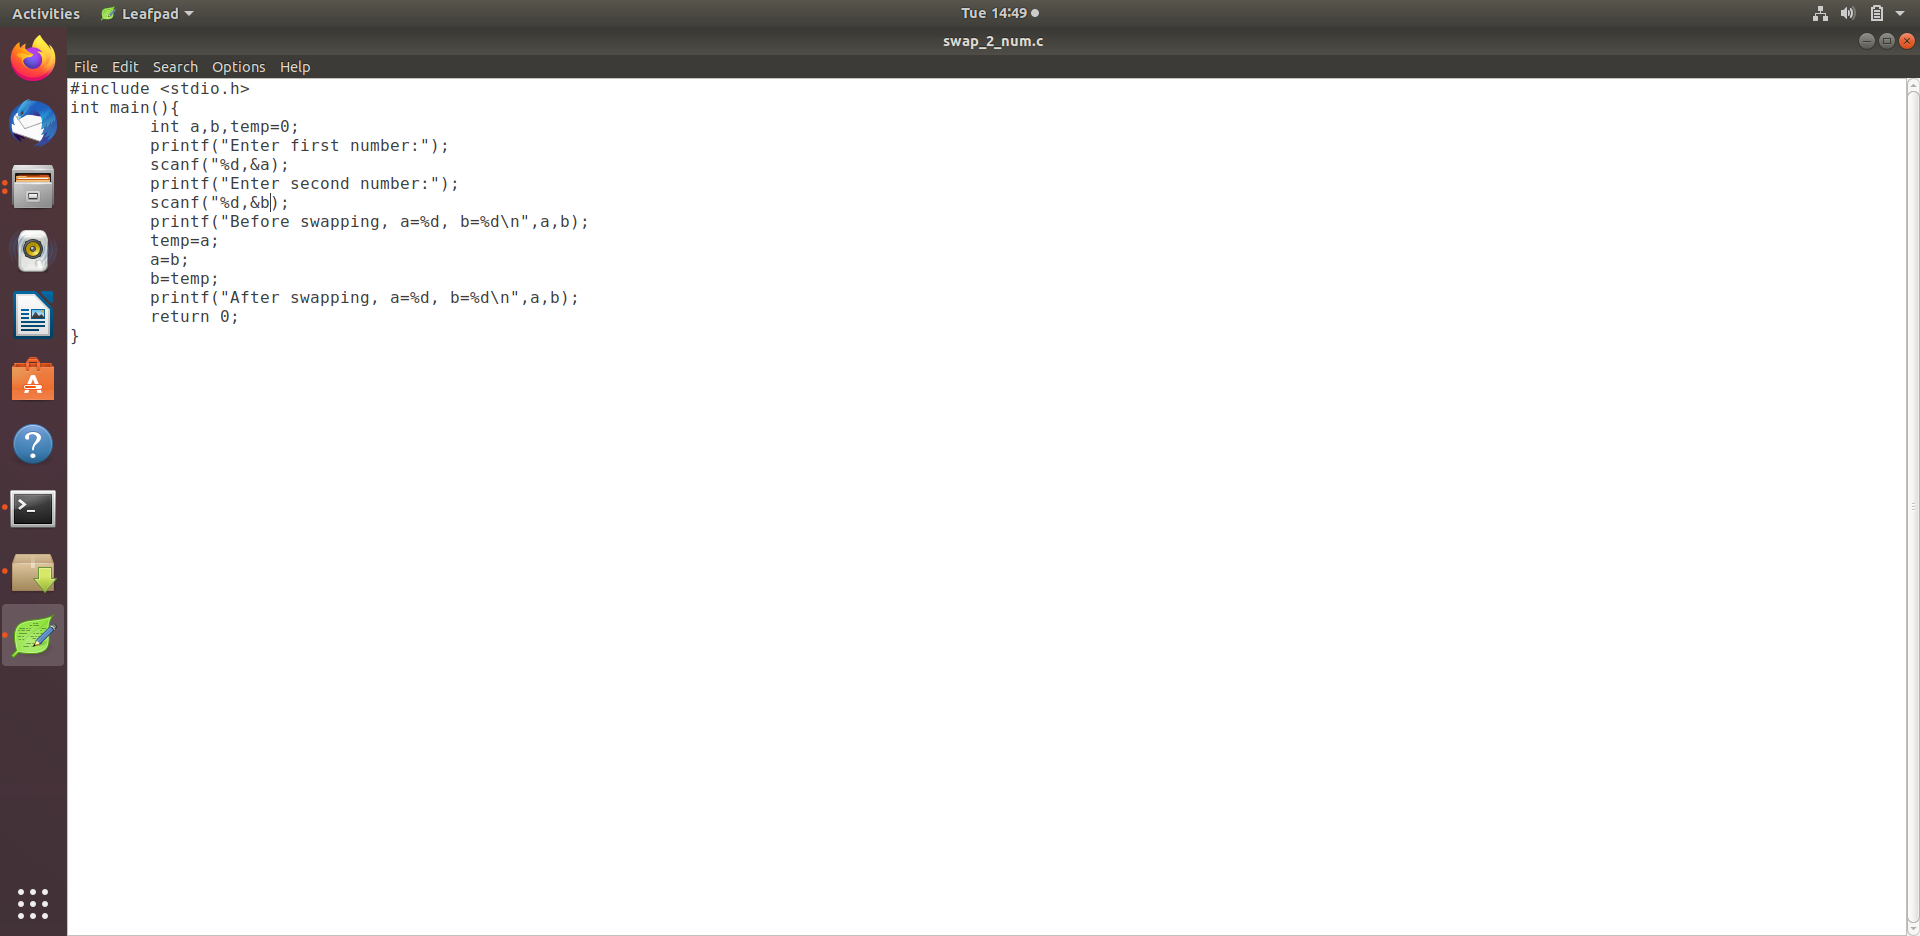 Activities Leafpad Tue 14:49
swap_2_num.c
File Edit Search Options Help
#include <stdio.h>
int main(){
        int a,b,temp=0;
        printf("Enter first number:");
        scanf("%d,&a);
        printf("Enter second number:");
        scanf("%d,&b);
        printf("Before swapping, a=%d, b=%d\n",a,b);
        temp=a;
        a=b;
        b=temp;
        printf("After swapping, a=%d, b=%d\n",a,b);
        return 0;
}